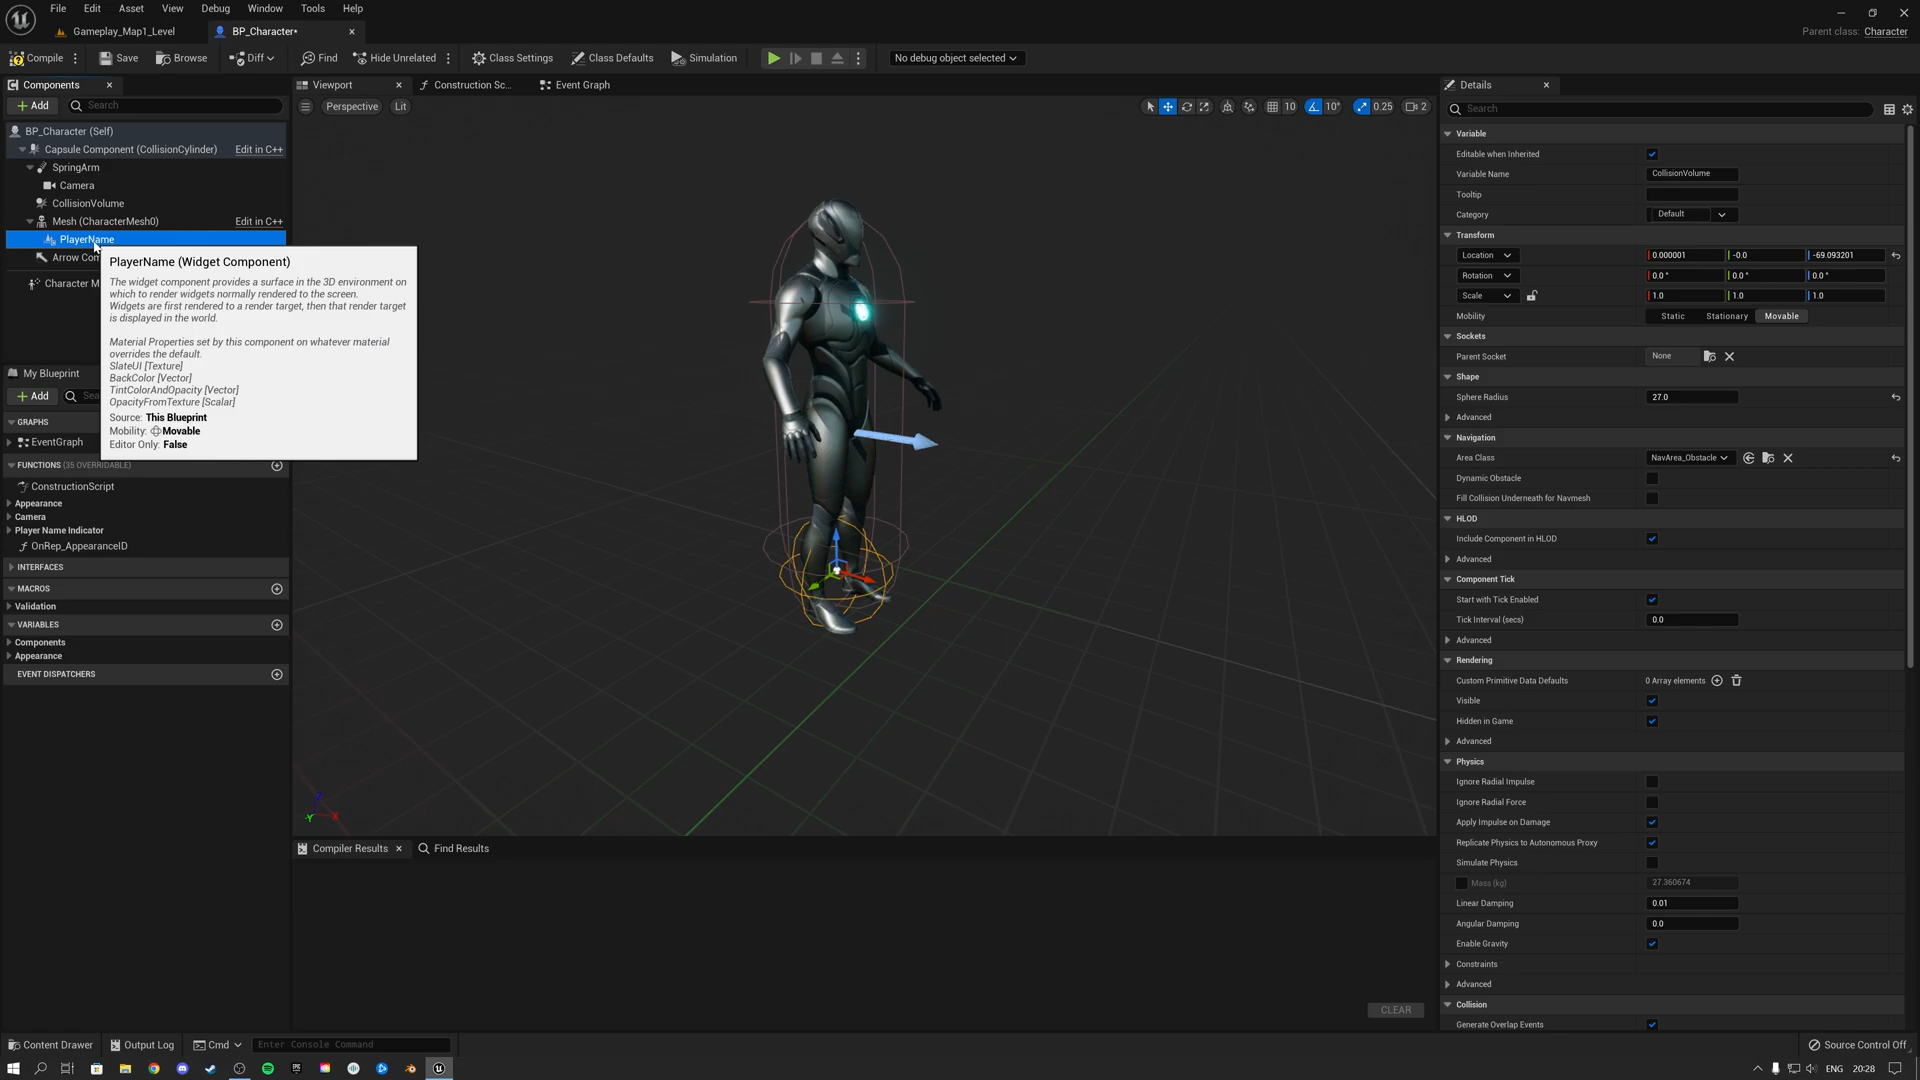 File Edit Asset View Debug Window Tools Help
Gameplay_Map1_Level BP_Character*
Parent class: Character
Compile Save Browse Diff Find Hide Unrelated Class Settings Class Defaults Simulation No debug object selected
Components
Add Search
BP_Character (Self)
Capsule Component (CollisionCylinder) Edit in C++
SpringArm
Camera
CollisionVolume
Mesh (CharacterMesh0) Edit in C++
PlayerName
Arrow Com
Character M
PlayerName (Widget Component)
The widget component provides a surface in the 3D environment on
which to render widgets normally rendered to the screen.
Widgets are first rendered to a render target, then that render target
is displayed in the world.
Material Properties set by this component on whatever material
overrides the default.
SlateUI [Texture]
BackColor [Vector]
TintColorAndOpacity [Vector]
OpacityFromTexture [Scalar]
Source: This Blueprint
Mobility: Movable
Editor Only: False
My Blueprint
Add Sea
GRAPHS
EventGraph
FUNCTIONS (35 OVERRIDABLE)
ConstructionScript
Appearance
Camera
Player Name Indicator
OnRep_AppearanceID
INTERFACES
MACROS
Validation
VARIABLES
Components
Appearance
EVENT DISPATCHERS
Viewport Construction Sc... Event Graph
Perspective Lit
10 10° 0.25 2
Z
X
Y
Compiler Results Find Results
CLEAR
Details
Search
Variable
Editable when Inherited
Variable Name CollisionVolume
Tooltip
Category Default
Transform
Location 0.000001 -0.0 -69.093201
Rotation 0.0 ° 0.0 ° 0.0 °
Scale 1.0 1.0 1.0
Mobility Static Stationary Movable
Sockets
Parent Socket None
Shape
Sphere Radius 27.0
Advanced
Navigation
Area Class NavArea_Obstacle
Dynamic Obstacle
Fill Collision Underneath for Navmesh
HLOD
Include Component in HLOD
Advanced
Component Tick
Start with Tick Enabled
Tick Interval (secs) 0.0
Advanced
Rendering
Custom Primitive Data Defaults 0 Array elements
Visible
Hidden in Game
Advanced
Physics
Ignore Radial Impulse
Ignore Radial Force
Apply Impulse on Damage
Replicate Physics to Autonomous Proxy
Simulate Physics
Mass (kg) 27.360674
Linear Damping 0.01
Angular Damping 0.0
Enable Gravity
Constraints
Advanced
Collision
Generate Overlap Events
Content Drawer Output Log Cmd Enter Console Command
Source Control Off
ENG 20:28